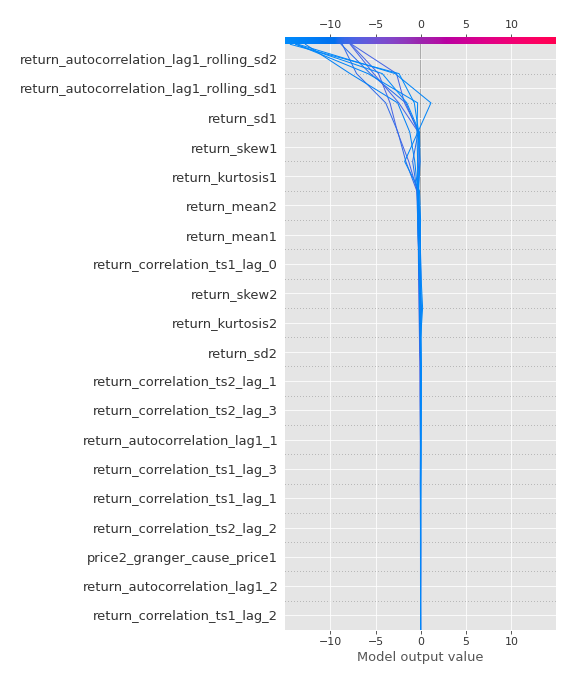 −10 −5 0 5 10
return_autocorrelation_lag1_rolling_sd2
return_autocorrelation_lag1_rolling_sd1
return_sd1
return_skew1
return_kurtosis1
return_mean2
return_mean1
return_correlation_ts1_lag_0
return_skew2
return_kurtosis2
return_sd2
return_correlation_ts2_lag_1
return_correlation_ts2_lag_3
return_autocorrelation_lag1_1
return_correlation_ts1_lag_3
return_correlation_ts1_lag_1
return_correlation_ts2_lag_2
price2_granger_cause_price1
return_autocorrelation_lag1_2
return_correlation_ts1_lag_2
−10 −5 0 5 10
Model output value